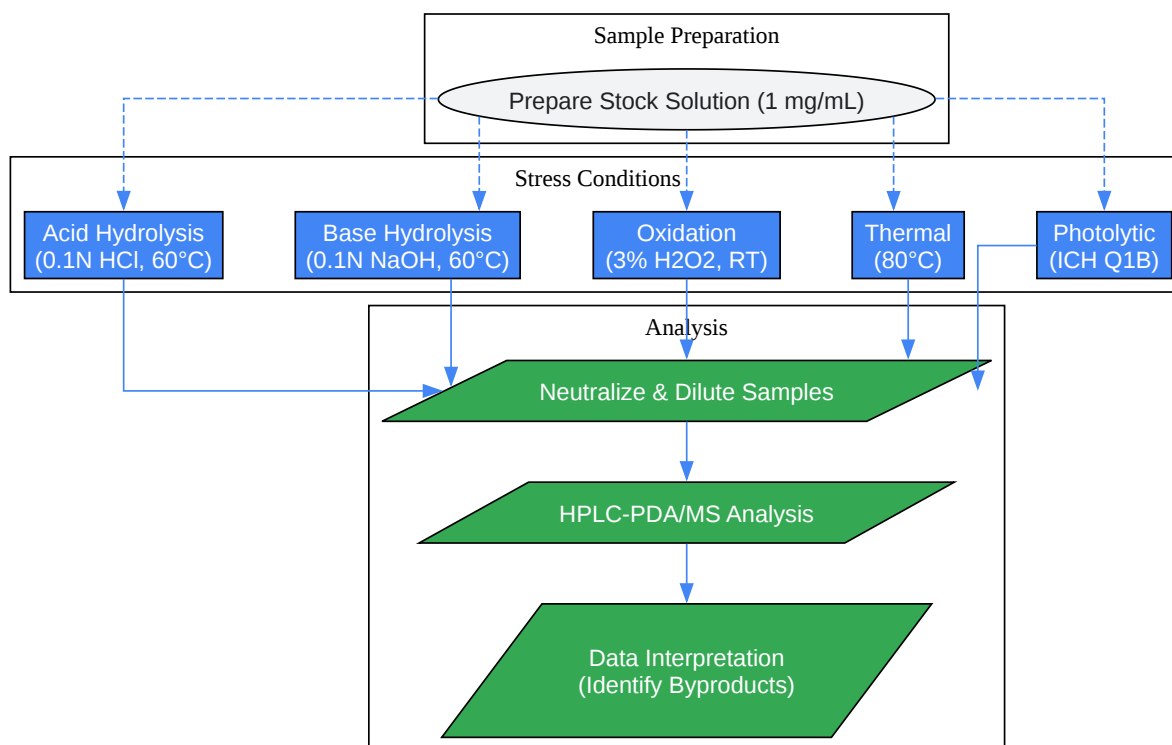 Sample Preparation
Prepare Stock Solution (1 mg/mL)
Stress Conditions
Acid Hydrolysis
(0.1N HCl, 60°C)
Base Hydrolysis
(0.1N NaOH, 60°C)
Oxidation
(3% H2O2, RT)
Thermal
(80°C)
Photolytic
(ICH Q1B)
Analysis
Neutralize & Dilute Samples
HPLC-PDA/MS Analysis
Data Interpretation
(Identify Byproducts)